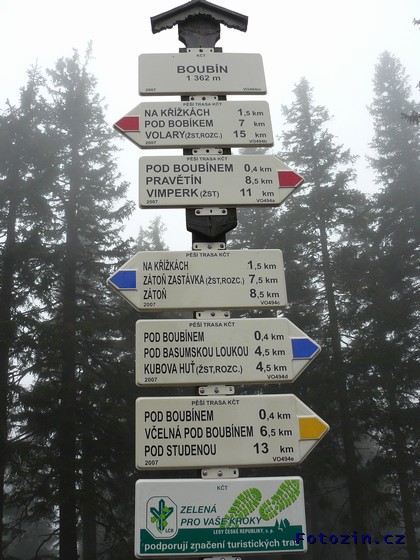 KČT
BOUBÍN
1 362 m
2007
PĚŠÍ TRASA KČT
NA KŘÍŽKÁCH 1,5 km
POD BOBÍKEM 7 km
VOLARY (ŽST,ROZC.) 15 km
2007 VO494b
PĚŠÍ TRASA KČT
POD BOUBÍNEM 0,4 km
PRAVĚTÍN 8,5 km
VIMPERK (ŽST) 11 km
2007 VO494a
PĚŠÍ TRASA KČT
NA KŘÍŽKÁCH 1,5 km
ZÁTOŇ ZASTÁVKA (ŽST,ROZC.) 7,5 km
ZÁTOŇ 8,5 km
2007 VO494c
PĚŠÍ TRASA KČT
POD BOUBÍNEM 0,4 km
POD BASUMSKOU LOUKOU 4,5 km
KUBOVA HUŤ (ŽST,ROZC.) 4,5 km
2007 VO494d
PĚŠÍ TRASA KČT
POD BOUBÍNEM 0,4 km
VČELNÁ POD BOUBÍNEM 6,5 km
POD STUDENOU 13 km
2007 VO494e
KČT
ZELENÁ
PRO VAŠE KROKY
LESY ČESKÉ REPUBLIKY, s. p.
LČR
podporují značení turistických tras
Fotozin.cz